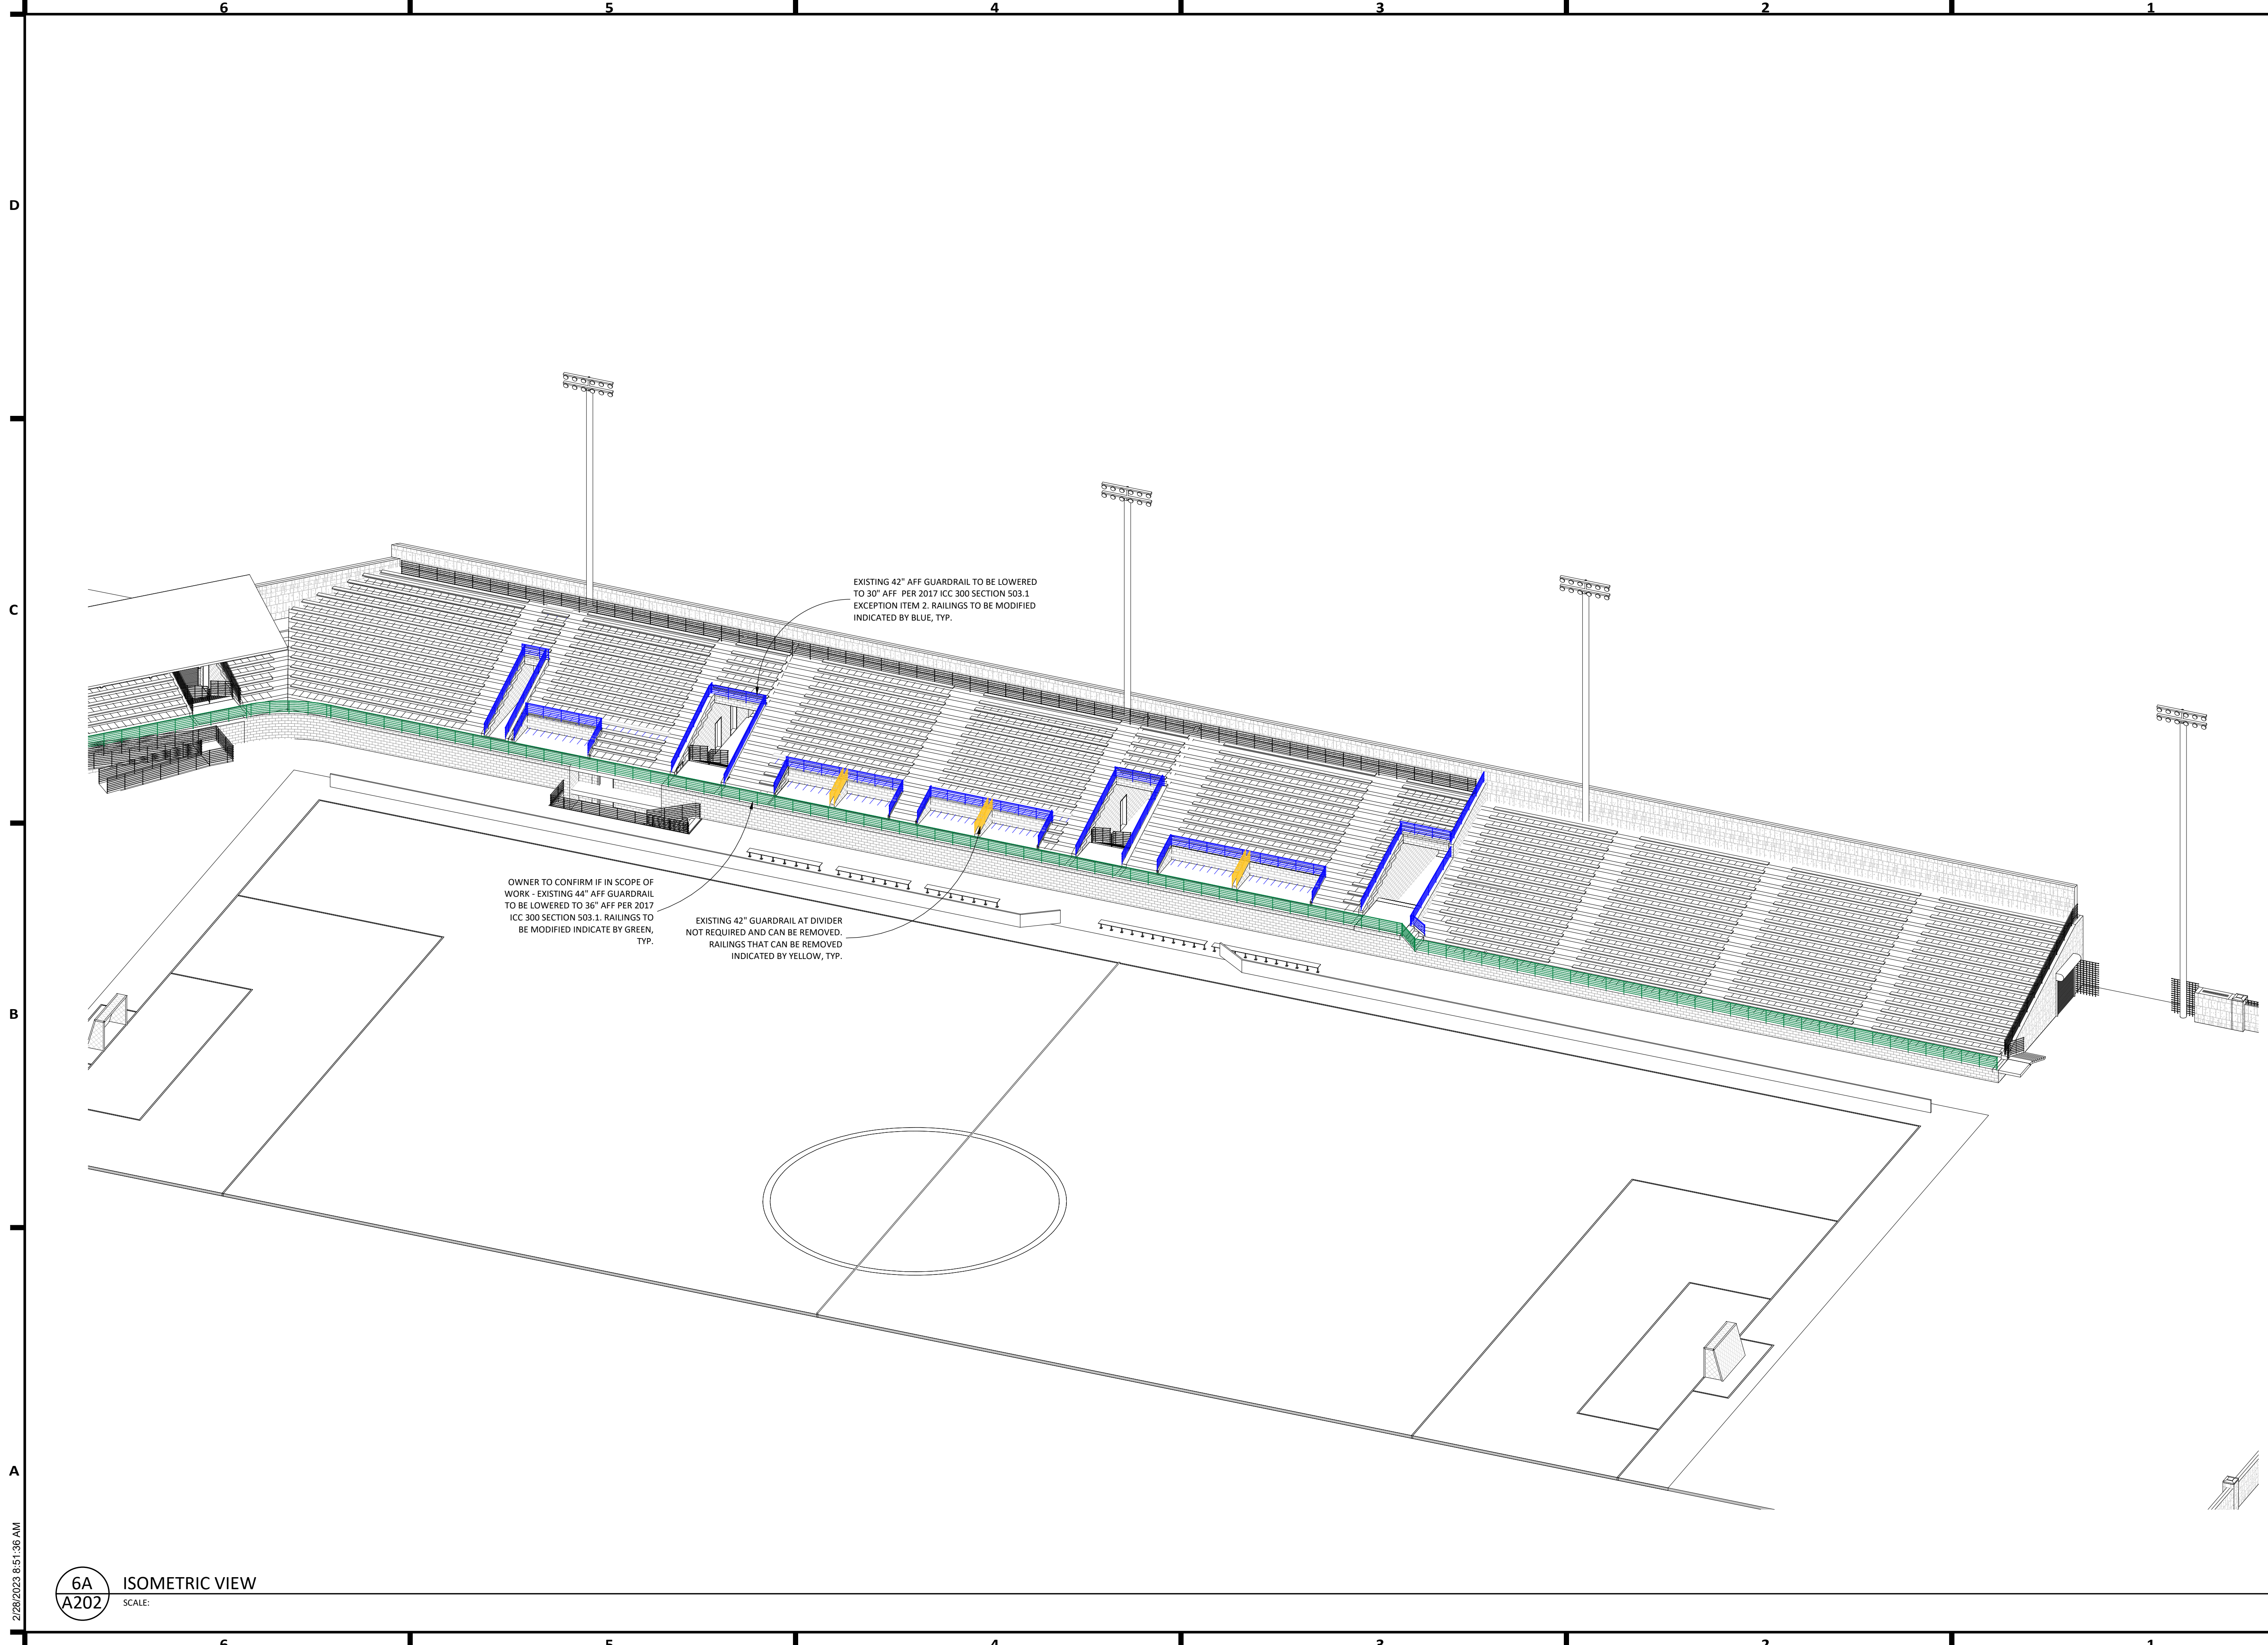 6 5 4 3 2 1
D
C
B
A
EXISTING 42" AFF GUARDRAIL TO BE LOWERED
TO 30" AFF PER 2017 ICC 300 SECTION 503.1
EXCEPTION ITEM 2. RAILINGS TO BE MODIFIED
INDICATED BY BLUE, TYP.
OWNER TO CONFIRM IF IN SCOPE OF
WORK - EXISTING 44" AFF GUARDRAIL
TO BE LOWERED TO 36" AFF PER 2017
ICC 300 SECTION 503.1. RAILINGS TO
BE MODIFIED INDICATE BY GREEN,
TYP.
EXISTING 42" GUARDRAIL AT DIVIDER
NOT REQUIRED AND CAN BE REMOVED.
RAILINGS THAT CAN BE REMOVED
INDICATED BY YELLOW, TYP.
2/28/2023 8:51:36 AM
6A
A202
ISOMETRIC VIEW
SCALE:
6 5 4 3 2 1